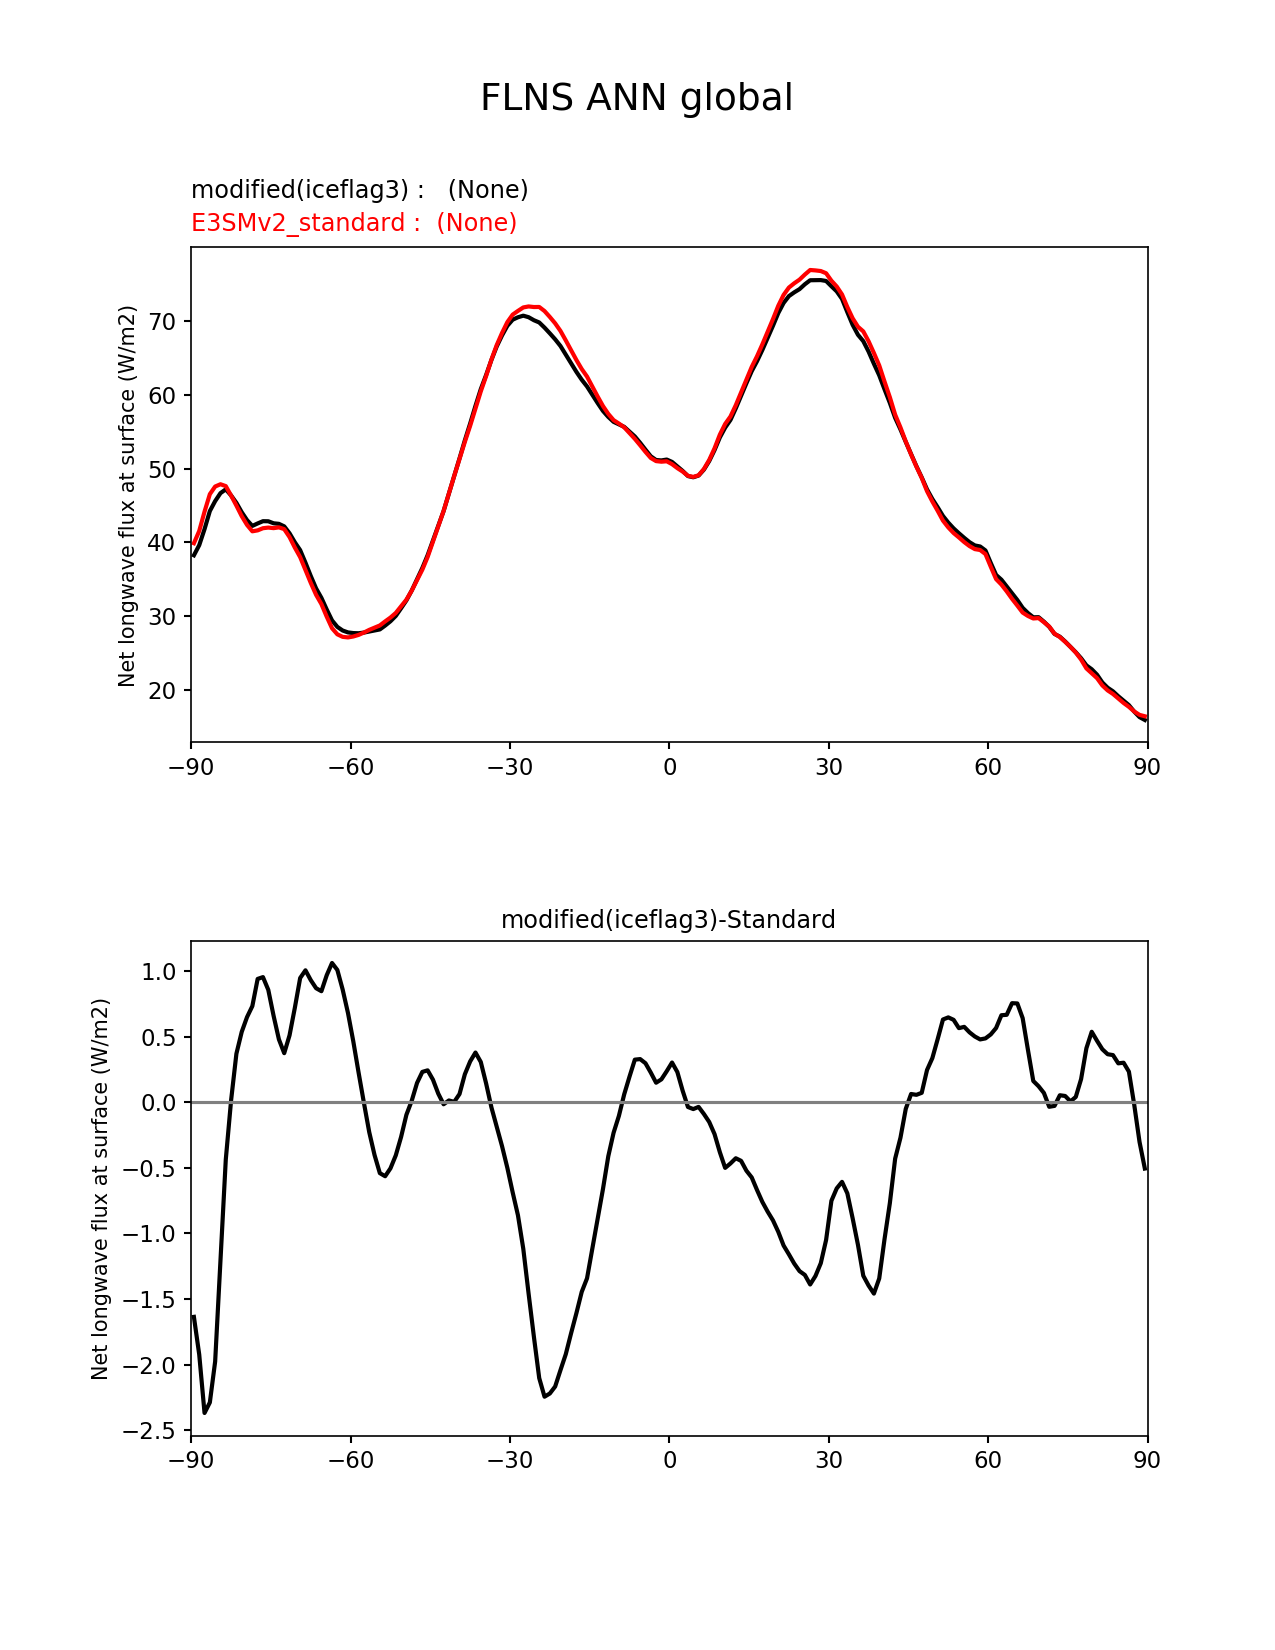 FLNS ANN global
modified(iceflag3) :   (None)
E3SMv2_standard :  (None)
Net longwave flux at surface (W/m2)
70
60
50
40
30
20
−90 −60 −30 0 30 60 90
modified(iceflag3)-Standard
Net longwave flux at surface (W/m2)
1.0
0.5
0.0
−0.5
−1.0
−1.5
−2.0
−2.5
−90 −60 −30 0 30 60 90